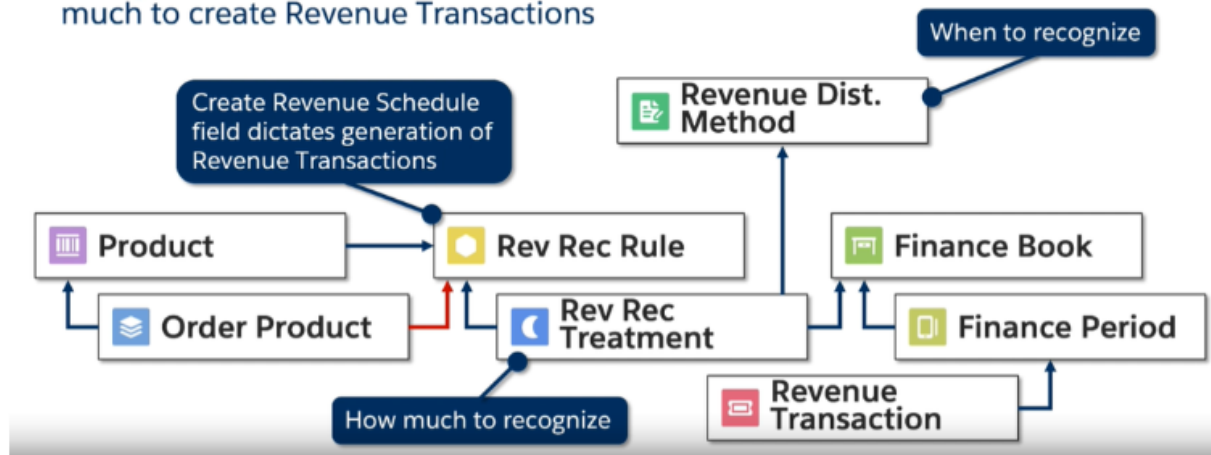 much to create Revenue Transactions
When to recognize
Create Revenue Schedule
field dictates generation of
Revenue Transactions
Revenue Dist.
Method
Product
Rev Rec Rule
Finance Book
Order Product
Rev Rec
Treatment
Finance Period
How much to recognize
Revenue
Transaction